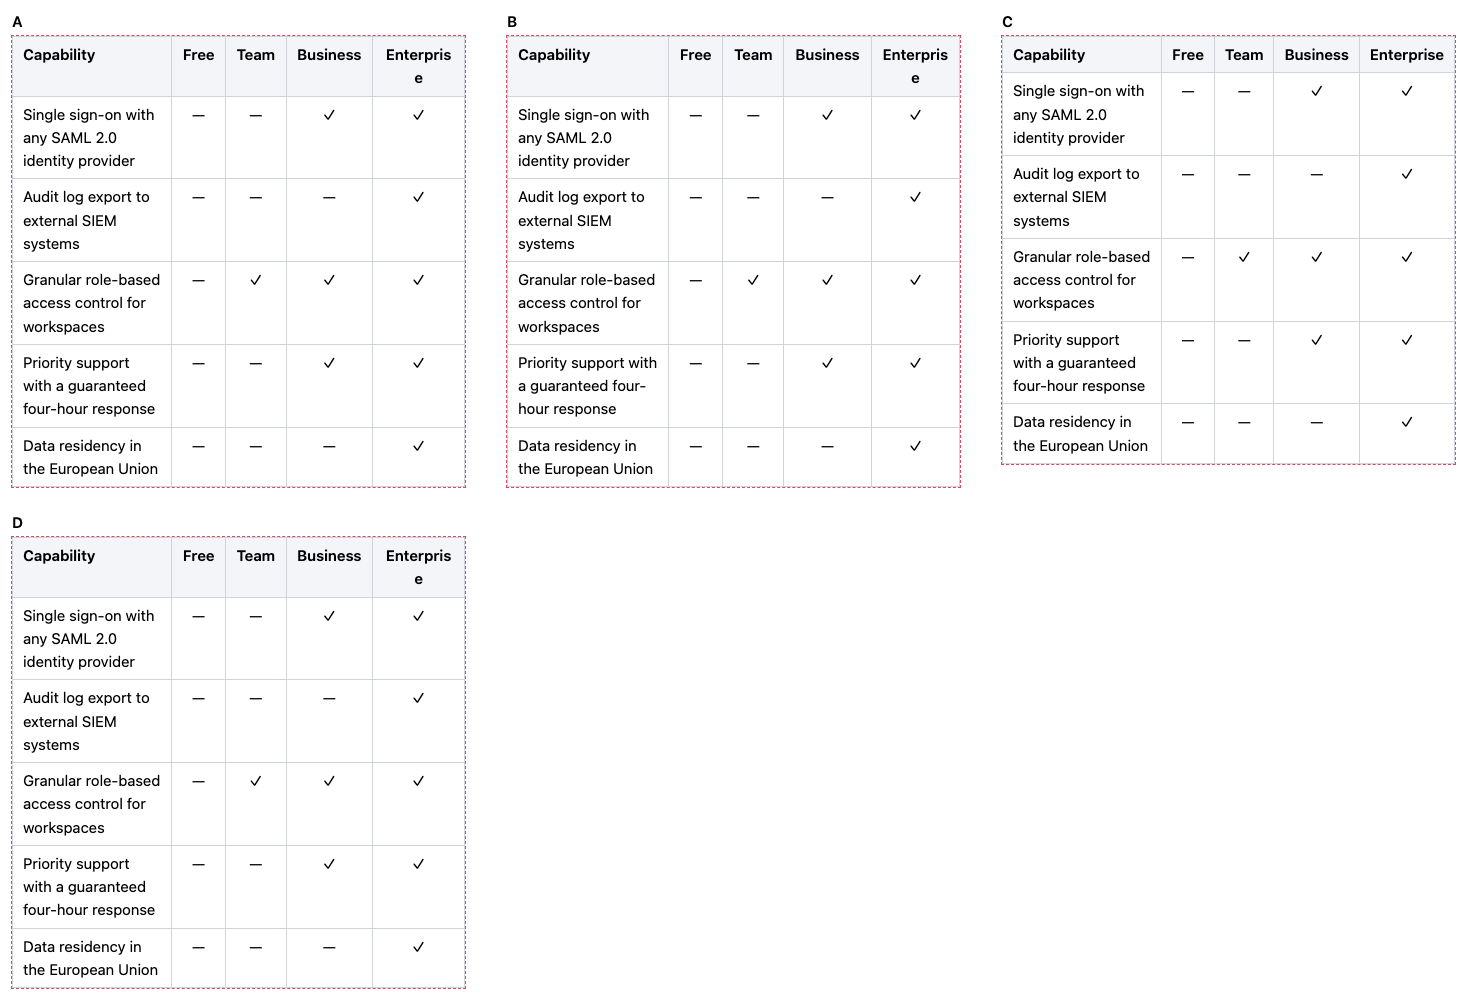 A
Capability Free Team Business Enterpris
e
Single sign-on with — — ✓ ✓
any SAML 2.0
identity provider
Audit log export to — — — ✓
external SIEM
systems
Granular role-based — ✓ ✓ ✓
access control for
workspaces
Priority support — — ✓ ✓
with a guaranteed
four-hour response
Data residency in — — — ✓
the European Union
B
Capability Free Team Business Enterpris
e
Single sign-on with — — ✓ ✓
any SAML 2.0
identity provider
Audit log export to — — — ✓
external SIEM
systems
Granular role-based — ✓ ✓ ✓
access control for
workspaces
Priority support with — — ✓ ✓
a guaranteed four-
hour response
Data residency in — — — ✓
the European Union
C
Capability Free Team Business Enterprise
Single sign-on with — — ✓ ✓
any SAML 2.0
identity provider
Audit log export to — — — ✓
external SIEM
systems
Granular role-based — ✓ ✓ ✓
access control for
workspaces
Priority support — — ✓ ✓
with a guaranteed
four-hour response
Data residency in — — — ✓
the European Union
D
Capability Free Team Business Enterpris
e
Single sign-on with — — ✓ ✓
any SAML 2.0
identity provider
Audit log export to — — — ✓
external SIEM
systems
Granular role-based — ✓ ✓ ✓
access control for
workspaces
Priority support — — ✓ ✓
with a guaranteed
four-hour response
Data residency in — — — ✓
the European Union